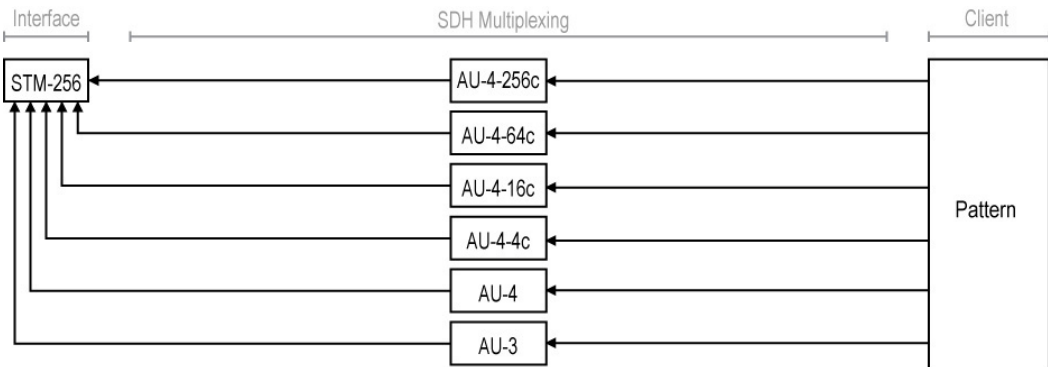 Interface
SDH Multiplexing
Client
STM-256
AU-4-256c
AU-4-64c
AU-4-16c
AU-4-4c
AU-4
AU-3
Pattern